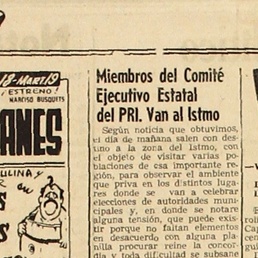 18-MART.19
¡ESTRENO!
NARCISO BUSQUETS
ANES
Miembros del Comité
Ejecutivo Estatal
del PRI. Van al Istmo
Según noticia que obtuvimos,
el día de mañana salen con des-
tino a la zona del Istmo, con
el objeto de visitar varias po-
blaciones de esa importante re-
gión, para observar el ambiente
que priva en los distintos luga
res donde se van a celebrar
elecciones de autoridades muni
cipales y, en donde se notare
alguna tensión, que puede exis-
tir porque no faltan elementos
en desacuerdo con alguna pla-
nilla procurar reine la concor-
dia y toda dificultad se subsane